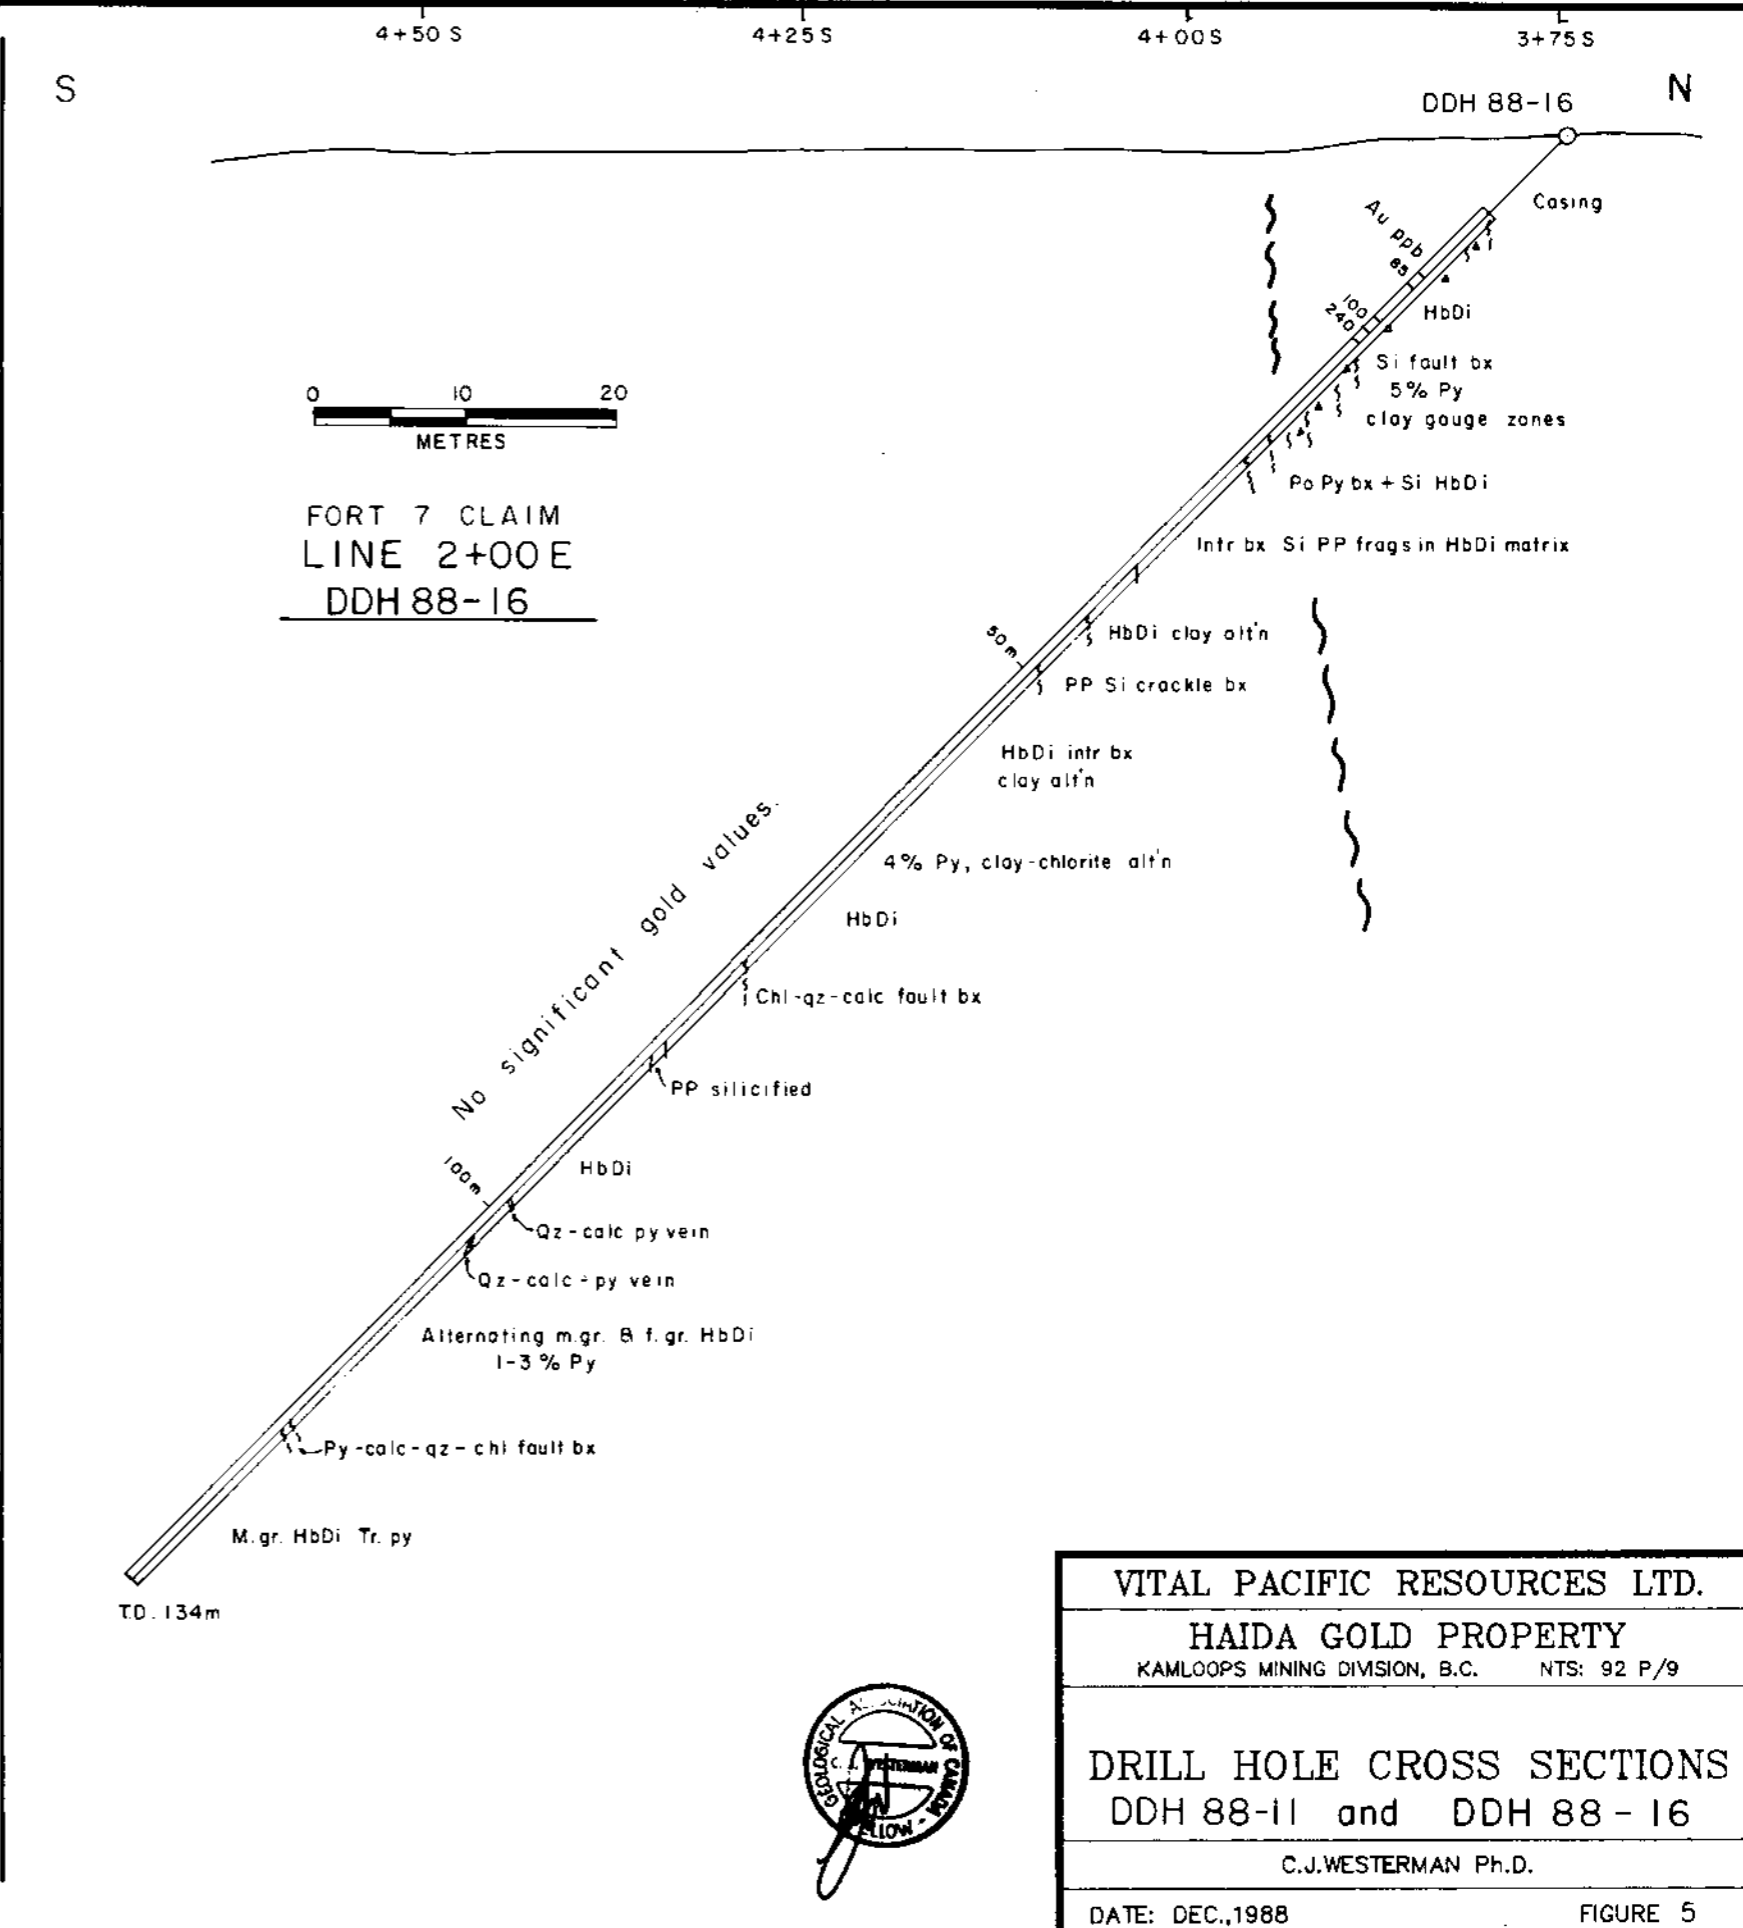 4+50 S
4+25 S
4+00 S
3+75 S
S
N
DDH 88-16
Casing
Au ppb
85
100
240
HbDi
Si fault bx
5% Py
clay gouge zones
Po Py bx + Si HbDi
Intr bx Si PP frags in HbDi matrix
0 10 20
METRES
FORT 7 CLAIM
LINE 2+00 E
DDH 88-16
50 m
HbDi clay alt'n
PP Si crackle bx
HbDi intr bx
clay alt'n
4% Py, clay-chlorite alt'n
HbDi
No significant gold values.
Chl-qz-calc fault bx
PP silicified
HbDi
100 m
Qz-calc py vein
Qz-calc-py vein
Alternating m.gr. & f.gr. HbDi
1-3% Py
Py-calc-qz-chl fault bx
M.gr. HbDi Tr. py
T.D. 134m
VITAL PACIFIC RESOURCES LTD.
HAIDA GOLD PROPERTY
KAMLOOPS MINING DIVISION, B.C. NTS: 92 P/9
DRILL HOLE CROSS SECTIONS
DDH 88-11 and DDH 88-16
C.J.WESTERMAN Ph.D.
DATE: DEC.,1988 FIGURE 5
GEOLOGICAL OF CANADA
WESTERMAN